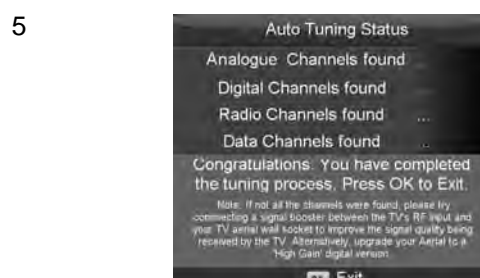 5
Auto Tuning Status
Analogue Channels found
Digital Channels found
Radio Channels found ...
Data Channels found ..
Congratulations. You have completed
the tuning process. Press OK to Exit.
Note: If not all the channels were found, please try
connecting a signal booster between the TV's RF input and
your TV aerial wall socket to improve the signal quality being
received by the TV. Alternatively, upgrade your Aerial to a
'High Gain' digital version
OK Exit